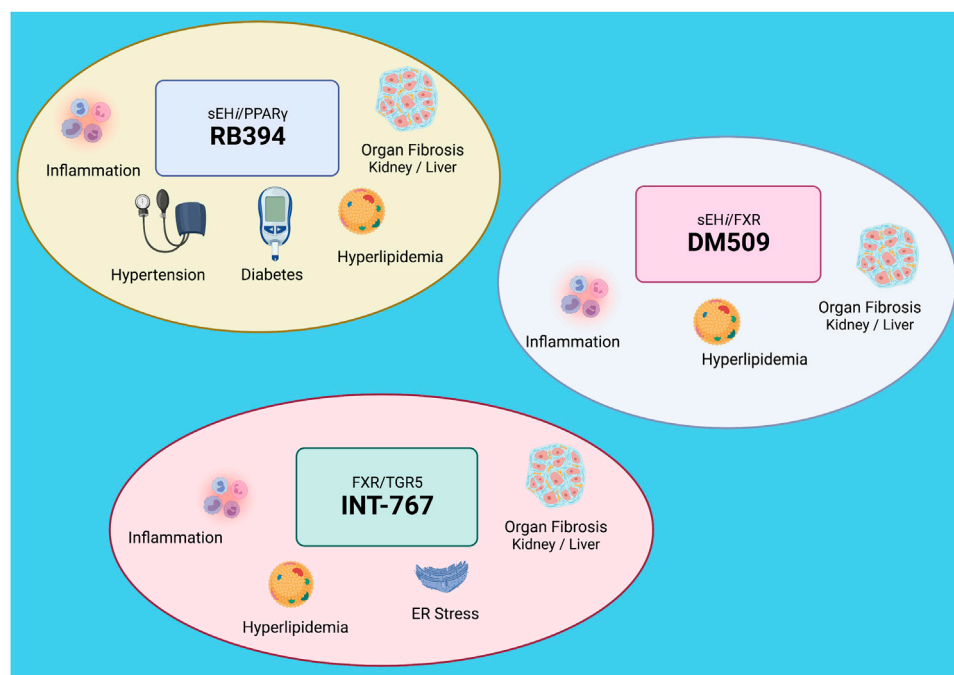 sEHi/PPARγ
RB394
Inflammation
Organ Fibrosis
Kidney / Liver
Hypertension
Diabetes
Hyperlipidemia
sEHi/FXR
DM509
Inflammation
Hyperlipidemia
Organ Fibrosis
Kidney / Liver
FXR/TGR5
INT-767
Inflammation
Organ Fibrosis
Kidney / Liver
Hyperlipidemia
ER Stress